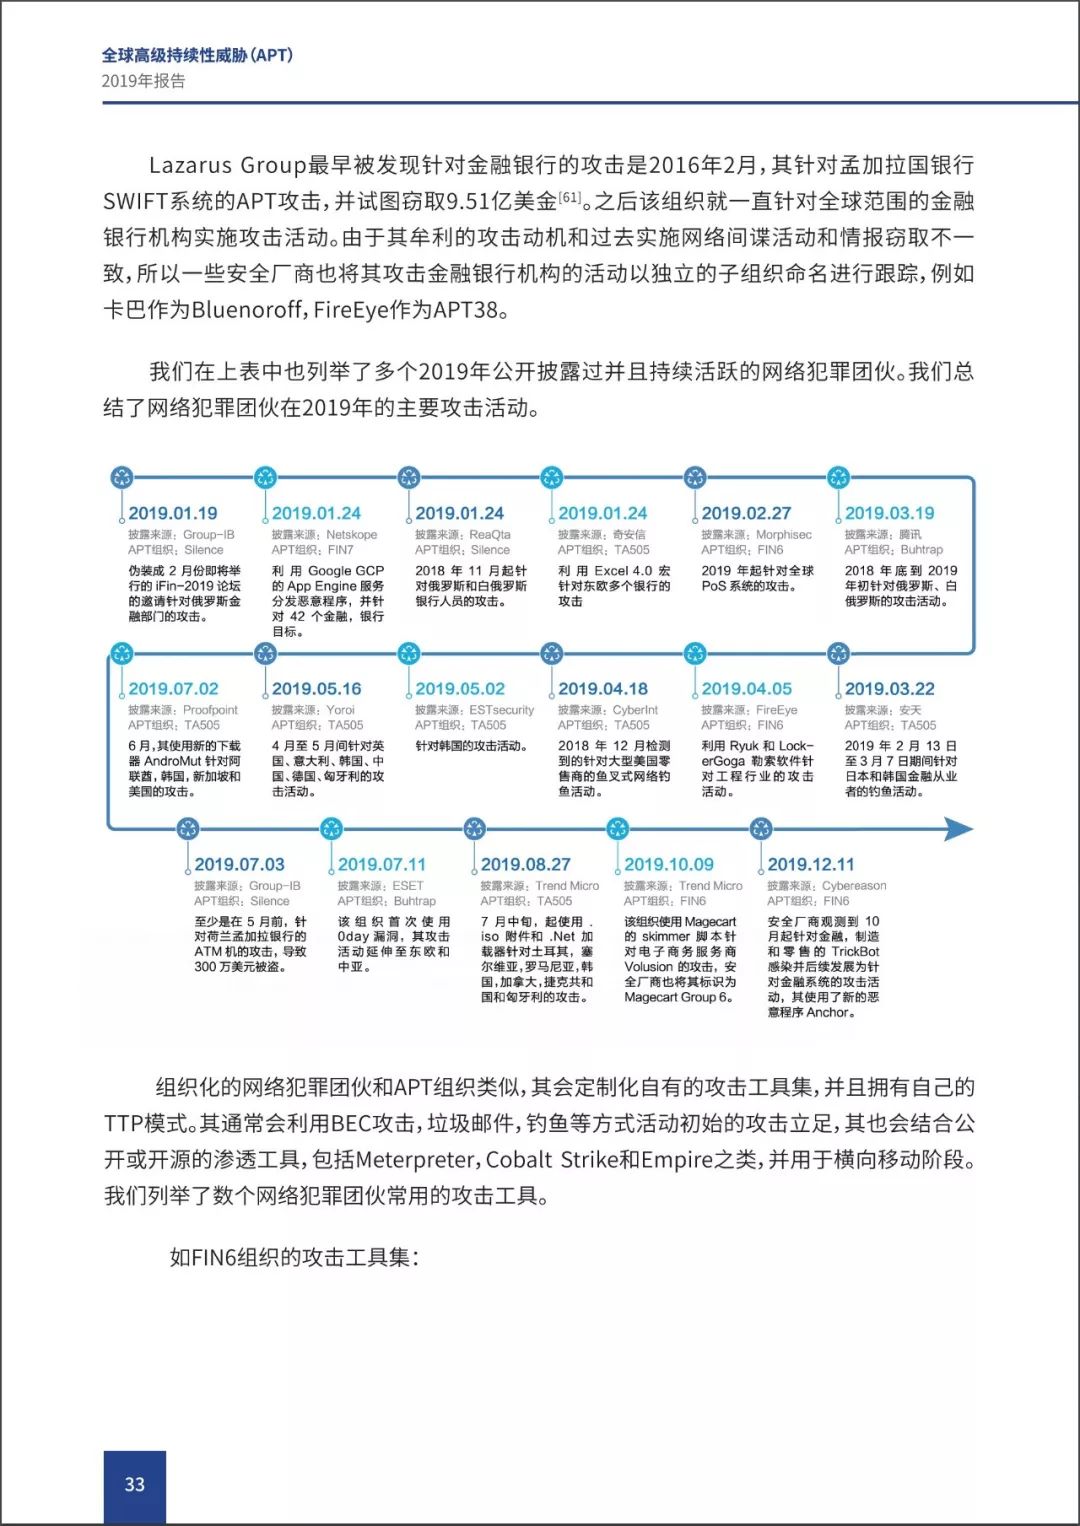 全球高级持续性威胁(APT)
2019年报告
Lazarus Group最早被发现针对金融银行的攻击是2016年2月，其针对孟加拉国银行
SWIFT系统的APT攻击，并试图窃取9.51亿美金[61]。之后该组织就一直针对全球范围的金融
银行机构实施攻击活动。由于其牟利的攻击动机和过去实施网络间谍活动和情报窃取不一
致，所以一些安全厂商也将其攻击金融银行机构的活动以独立的子组织命名进行跟踪，例如
卡巴作为Bluenoroff，FireEye作为APT38。
我们在上表中也列举了多个2019年公开披露过并且持续活跃的网络犯罪团伙。我们总
结了网络犯罪团伙在2019年的主要攻击活动。
2019.01.19
披露来源：Group-IB
APT组织：Silence
伪装成 2 月份即将举
行的 iFin-2019 论坛
的邀请针对俄罗斯金
融部门的攻击。
2019.01.24
披露来源：Netskope
APT组织：FIN7
利 用 Google GCP
的 App Engine 服务
分发恶意程序，并针
对 42 个金融，银行
目标。
2019.01.24
披露来源：ReaQta
APT组织：Silence
2018 年 11 月起针
对俄罗斯和白俄罗斯
银行人员的攻击。
2019.01.24
披露来源：奇安信
APT组织：TA505
利 用 Excel 4.0 宏
针对东欧多个银行的
攻击
2019.02.27
披露来源：Morphisec
APT组织：FIN6
2019 年起针对全球
PoS 系统的攻击。
2019.03.19
披露来源：腾讯
APT组织：Buhtrap
2018 年底到 2019
年初针对俄罗斯、白
俄罗斯的攻击活动。
2019.07.02
披露来源：Proofpoint
APT组织：TA505
6 月，其使用新的下载
器 AndroMut 针对阿
联酋，韩国，新加坡和
美国的攻击。
2019.05.16
披露来源：Yoroi
APT组织：TA505
4 月至 5 月间针对英
国、意大利、韩国、中
国、德国、匈牙利的攻
击活动。
2019.05.02
披露来源：ESTsecurity
APT组织：TA505
针对韩国的攻击活动。
2019.04.18
披露来源：CyberInt
APT组织：TA505
2018 年 12 月检测
到的针对大型美国零
售商的鱼叉式网络钓
鱼活动。
2019.04.05
披露来源：FireEye
APT组织：FIN6
利用 Ryuk 和 Lock-
erGoga 勒索软件针
对工程行业的攻击
活动。
2019.03.22
披露来源：安天
APT组织：TA505
2019 年 2 月 13 日
至 3 月 7 日期间针对
日本和韩国金融从业
者的钓鱼活动。
2019.07.03
披露来源：Group-IB
APT组织：Silence
至少是在 5 月前，针
对荷兰孟加拉银行的
ATM 机的攻击，导致
300 万美元被盗。
2019.07.11
披露来源：ESET
APT组织：Buhtrap
该 组 织 首 次 使 用
0day 漏洞，其攻击
活动延伸至东欧和
中亚。
2019.08.27
披露来源：Trend Micro
APT组织：TA505
7 月中旬，起使用 .
iso 附件和 .Net 加
载器针对土耳其，塞
尔维亚，罗马尼亚，韩
国，加拿大，捷克共和
国和匈牙利的攻击。
2019.10.09
披露来源：Trend Micro
APT组织：FIN6
该组织使用 Magecart
的 skimmer 脚本针
对电子商务服务商
Volusion 的攻击，安
全厂商也将其标识为
Magecart Group 6。
2019.12.11
披露来源：Cybereason
APT组织：FIN6
安全厂商观测到 10
月起针对金融，制造
和零售的 TrickBot
感染并后续发展为针
对金融系统的攻击活
动，其使用了新的恶
意程序 Anchor。
组织化的网络犯罪团伙和APT组织类似，其会定制化自有的攻击工具集，并且拥有自己的
TTP模式。其通常会利用BEC攻击，垃圾邮件，钓鱼等方式活动初始的攻击立足，其也会结合公
开或开源的渗透工具，包括Meterpreter，Cobalt Strike和Empire之类，并用于横向移动阶段。
我们列举了数个网络犯罪团伙常用的攻击工具。
如FIN6组织的攻击工具集：
33